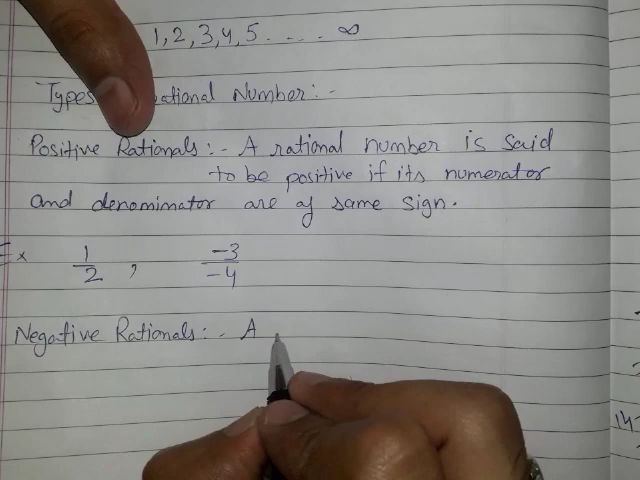 1, 2, 3, 4, 5 . . . . . ∞
Types ational Number : -
Positive Rationals : - A rational number is said
to be positive if its numerator
and denominator are of same sign.
Ex 1/2 , -3/-4
Negative Rationals : - A
14